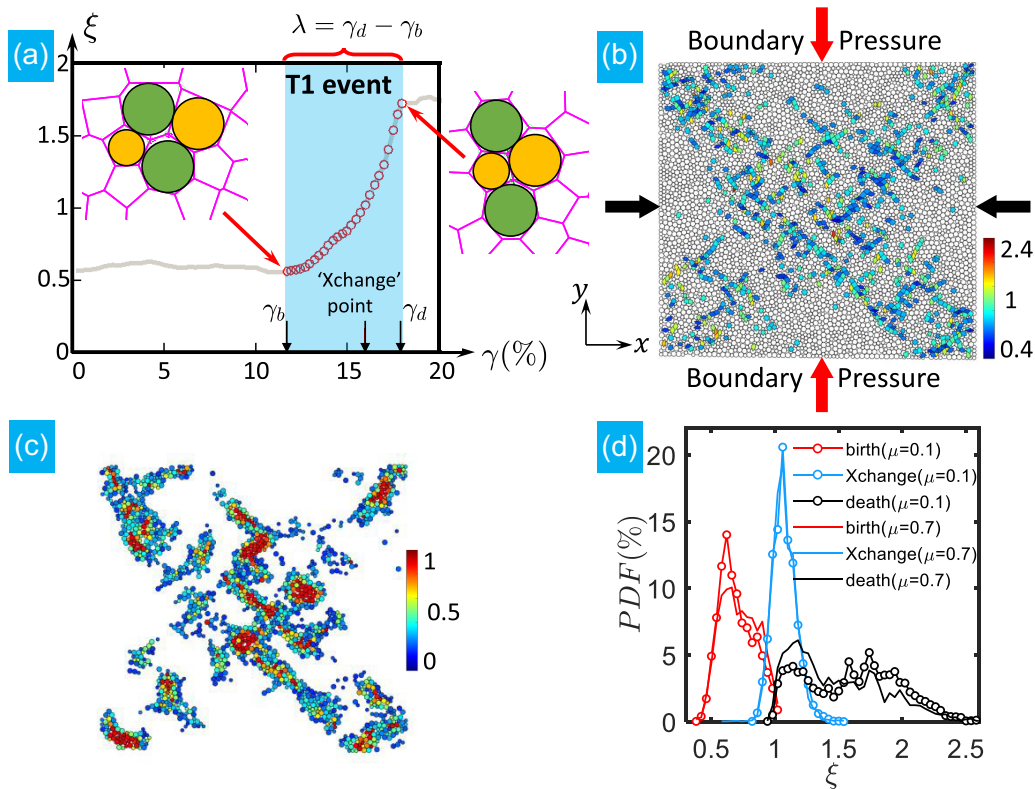 (a)
ξ
λ = γd − γb
T1 event
2
1.5
1
0.5
0
'Xchange'
point
γb
γd
0
5
10
15
20
γ(%)
(b)
Boundary Pressure
2.4
1
0.4
y
x
Boundary Pressure
(c)
1
0.5
0
(d)
PDF(%)
20
15
10
5
0
birth(μ=0.1)
Xchange(μ=0.1)
death(μ=0.1)
birth(μ=0.7)
Xchange(μ=0.7)
death(μ=0.7)
0.5
1
1.5
2
2.5
ξ